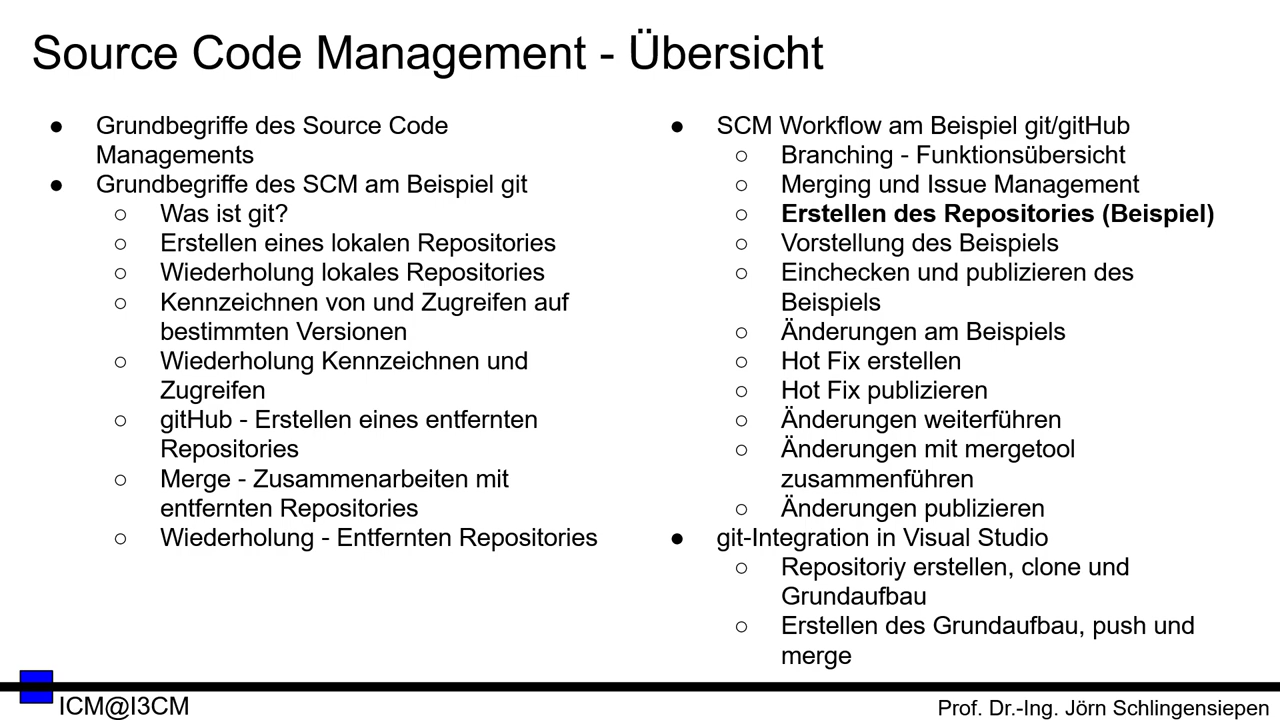 Source Code Management - Übersicht
● Grundbegriffe des Source Code
Managements
● Grundbegriffe des SCM am Beispiel git
○ Was ist git?
○ Erstellen eines lokalen Repositories
○ Wiederholung lokales Repositories
○ Kennzeichnen von und Zugreifen auf
bestimmten Versionen
○ Wiederholung Kennzeichnen und
Zugreifen
○ gitHub - Erstellen eines entfernten
Repositories
○ Merge - Zusammenarbeiten mit
entfernten Repositories
○ Wiederholung - Entfernten Repositories
● SCM Workflow am Beispiel git/gitHub
○ Branching - Funktionsübersicht
○ Merging und Issue Management
○ Erstellen des Repositories (Beispiel)
○ Vorstellung des Beispiels
○ Einchecken und publizieren des
Beispiels
○ Änderungen am Beispiels
○ Hot Fix erstellen
○ Hot Fix publizieren
○ Änderungen weiterführen
○ Änderungen mit mergetool
zusammenführen
○ Änderungen publizieren
● git-Integration in Visual Studio
○ Repositoriy erstellen, clone und
Grundaufbau
○ Erstellen des Grundaufbau, push und
merge
ICM@I3CM
Prof. Dr.-Ing. Jörn Schlingensiepen